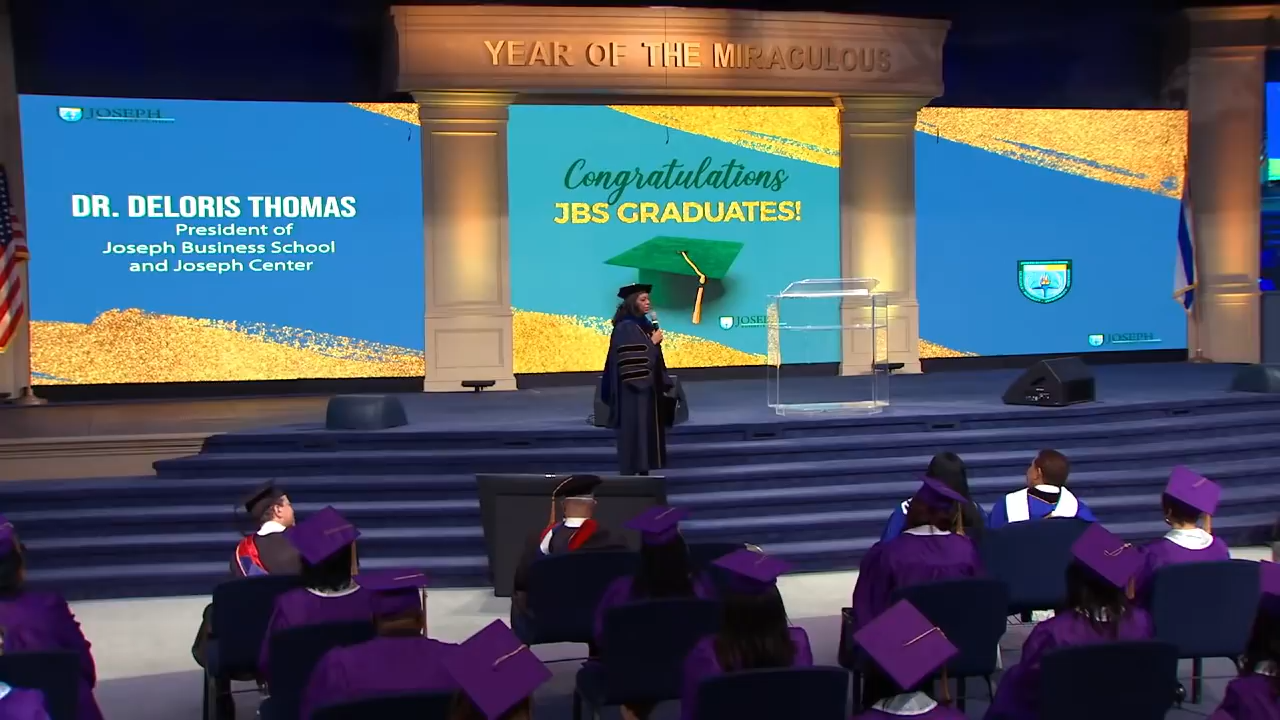 YEAR OF THE MIRACULOUS
JOSEPH
DR. DELORIS THOMAS
President of
Joseph Business School
and Joseph Center
Congratulations
JBS GRADUATES!
JOSEPH